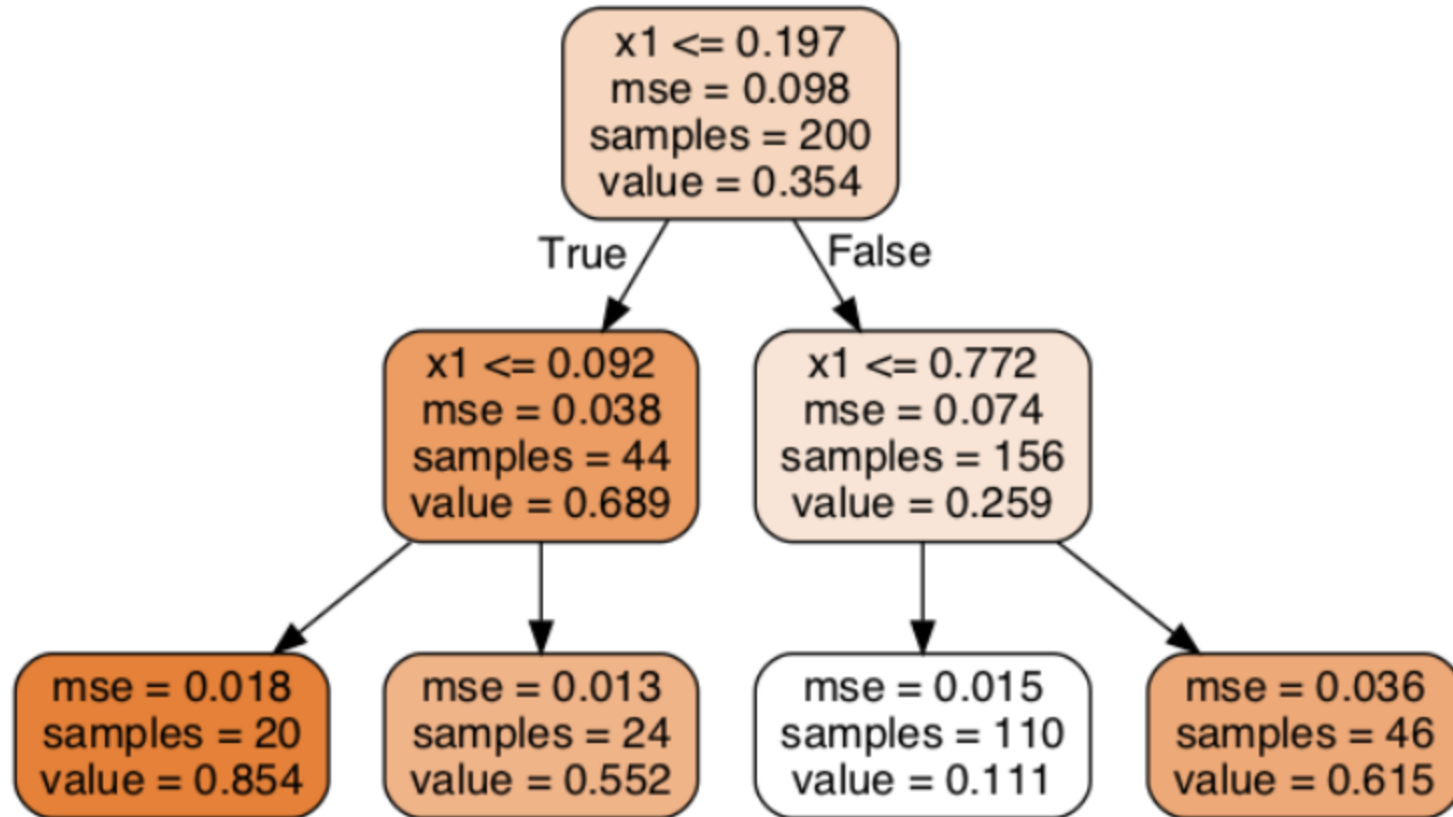 x1 <= 0.197
mse = 0.098
samples = 200
value = 0.354
True
False
x1 <= 0.092
mse = 0.038
samples = 44
value = 0.689
x1 <= 0.772
mse = 0.074
samples = 156
value = 0.259
mse = 0.018
samples = 20
value = 0.854
mse = 0.013
samples = 24
value = 0.552
mse = 0.015
samples = 110
value = 0.111
mse = 0.036
samples = 46
value = 0.615